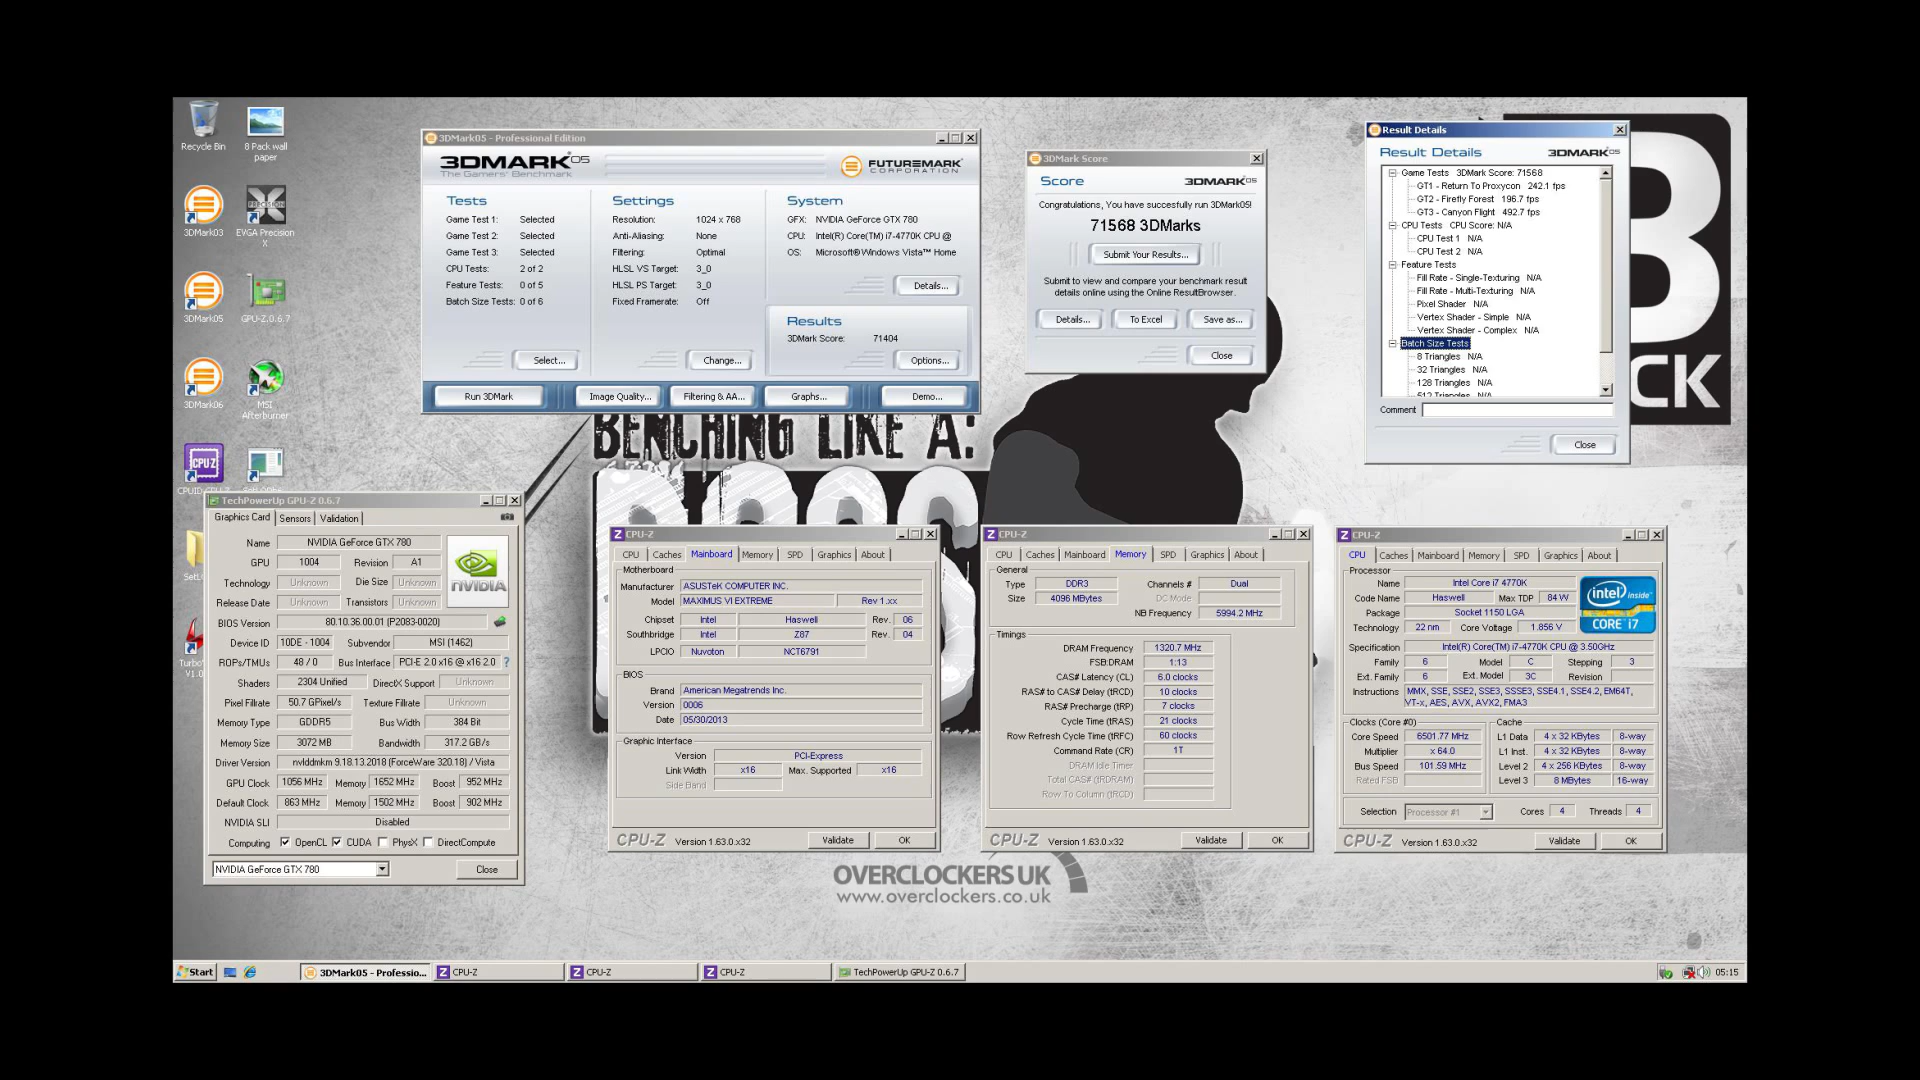 Recycle Bin
8 Pack wall paper
3DMark03
EVGA Precision X
3DMark05
GPU-Z.0.6.7
3DMark06
MSI Afterburner
3DMark05 - Professional Edition
3DMARK05
The Gamers' Benchmark
FUTUREMARK CORPORATION
Tests
Game Test 1: Selected
Game Test 2: Selected
Game Test 3: Selected
CPU Tests: 2 of 2
Feature Tests: 0 of 5
Batch Size Tests: 0 of 6
Select...
Settings
Resolution: 1024 x 768
Anti-Aliasing: None
Filtering: Optimal
HLSL VS Target: 3_0
HLSL PS Target: 3_0
Fixed Framerate: Off
Change...
System
GFX: NVIDIA GeForce GTX 780
CPU: Intel(R) Core(TM) i7-4770K CPU @
OS: Microsoft®Windows Vista™ Home
Details...
Results
3DMark Score: 71404
Options...
Run 3DMark
Image Quality...
Filtering & AA...
Graphs...
Demo...
3DMark Score
Score
3DMARK05
Congratulations, You have succesfully run 3DMark05!
71568 3DMarks
Submit Your Results...
Submit to view and compare your benchmark result
details online using the Online ResultBrowser.
Details...
To Excel
Save as...
Close
Result Details
Result Details
3DMARK05
Game Tests 3DMark Score: 71568
GT1 - Return To Proxycon 242.1 fps
GT2 - Firefly Forest 196.7 fps
GT3 - Canyon Flight 492.7 fps
CPU Tests CPU Score: N/A
CPU Test 1 N/A
CPU Test 2 N/A
Feature Tests
Fill Rate - Single-Texturing N/A
Fill Rate - Multi-Texturing N/A
Pixel Shader N/A
Vertex Shader - Simple N/A
Vertex Shader - Complex N/A
Batch Size Tests
8 Triangles N/A
32 Triangles N/A
128 Triangles N/A
512 Triangles N/A
Comment
Close
CK
BENCHING LIKE A:
TechPowerUp GPU-Z 0.6.7
Graphics Card Sensors Validation
Name NVIDIA GeForce GTX 780
NVIDIA
GPU 1004 Revision A1
Technology Unknown Die Size Unknown
Release Date Unknown Transistors Unknown
BIOS Version 80.10.36.00.01 (P2083-0020)
Device ID 10DE - 1004 Subvendor MSI (1462)
ROPs/TMUs 48 / 0 Bus Interface PCI-E 2.0 x16 @ x16 2.0 ?
Shaders 2304 Unified DirectX Support Unknown
Pixel Fillrate 50.7 GPixel/s Texture Fillrate Unknown
Memory Type GDDR5 Bus Width 384 Bit
Memory Size 3072 MB Bandwidth 317.2 GB/s
Driver Version nvlddmkm 9.18.13.2018 (ForceWare 320.18) / Vista
GPU Clock 1056 MHz Memory 1652 MHz Boost 952 MHz
Default Clock 863 MHz Memory 1502 MHz Boost 902 MHz
NVIDIA SLI Disabled
Computing OpenCL CUDA PhysX DirectCompute
NVIDIA GeForce GTX 780
Close
CPU-Z
CPU Caches Mainboard Memory SPD Graphics About
Motherboard
Manufacturer ASUSTeK COMPUTER INC.
Model MAXIMUS VI EXTREME Rev 1.xx
Chipset Intel Haswell Rev. 06
Southbridge Intel Z87 Rev. 04
LPCIO Nuvoton NCT6791
BIOS
Brand American Megatrends Inc.
Version 0006
Date 05/30/2013
Graphic Interface
Version PCI-Express
Link Width x16 Max. Supported x16
Side Band
CPU-Z Version 1.63.0.x32 Validate OK
CPU-Z
CPU Caches Mainboard Memory SPD Graphics About
General
Type DDR3 Channels # Dual
Size 4096 MBytes DC Mode
NB Frequency 5994.2 MHz
Timings
DRAM Frequency 1320.7 MHz
FSB:DRAM 1:13
CAS# Latency (CL) 6.0 clocks
RAS# to CAS# Delay (tRCD) 10 clocks
RAS# Precharge (tRP) 7 clocks
Cycle Time (tRAS) 21 clocks
Row Refresh Cycle Time (tRFC) 60 clocks
Command Rate (CR) 1T
DRAM Idle Timer
Total CAS# (tRDRAM)
Row To Column (tRCD)
CPU-Z Version 1.63.0.x32 Validate OK
CPU-Z
CPU Caches Mainboard Memory SPD Graphics About
Processor
Name Intel Core i7 4770K
Code Name Haswell Max TDP 84 W
Package Socket 1150 LGA
Technology 22 nm Core Voltage 1.856 V
intel inside CORE i7
Specification Intel(R) Core(TM) i7-4770K CPU @ 3.50GHz
Family 6 Model C Stepping 3
Ext. Family 6 Ext. Model 3C Revision
Instructions MMX, SSE, SSE2, SSE3, SSSE3, SSE4.1, SSE4.2, EM64T,
VT-x, AES, AVX, AVX2, FMA3
Clocks (Core #0)
Core Speed 6501.77 MHz
Multiplier x 64.0
Bus Speed 101.59 MHz
Rated FSB
Cache
L1 Data 4 x 32 KBytes 8-way
L1 Inst. 4 x 32 KBytes 8-way
Level 2 4 x 256 KBytes 8-way
Level 3 8 MBytes 16-way
Selection Processor #1 Cores 4 Threads 4
CPU-Z Version 1.63.0.x32 Validate OK
OVERCLOCKERS UK
www.overclockers.co.uk
Start
3DMark05 - Professio...
CPU-Z
CPU-Z
CPU-Z
TechPowerUp GPU-Z 0.6.7
05:15